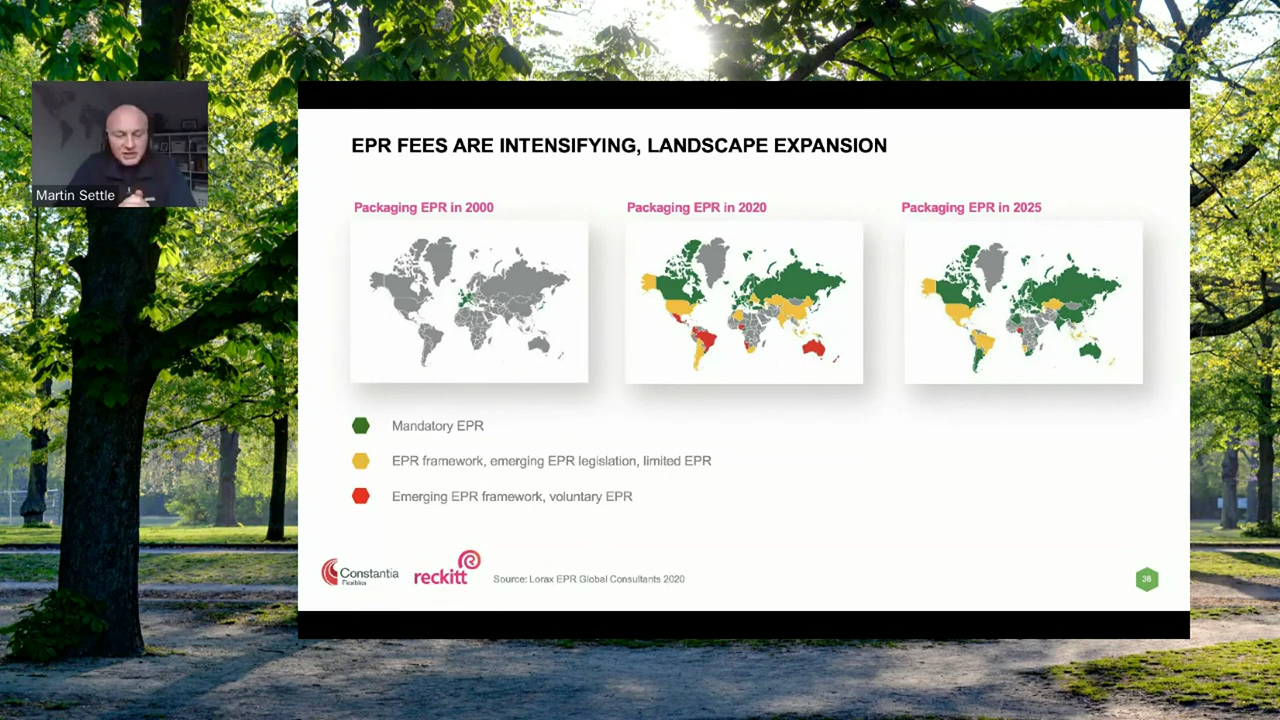 Martin Settle
EPR FEES ARE INTENSIFYING, LANDSCAPE EXPANSION
Packaging EPR in 2000
Packaging EPR in 2020
Packaging EPR in 2025
Mandatory EPR
EPR framework, emerging EPR legislation, limited EPR
Emerging EPR framework, voluntary EPR
Constantia
Flexibles
reckitt
Source: Lorax EPR Global Consultants 2020
36